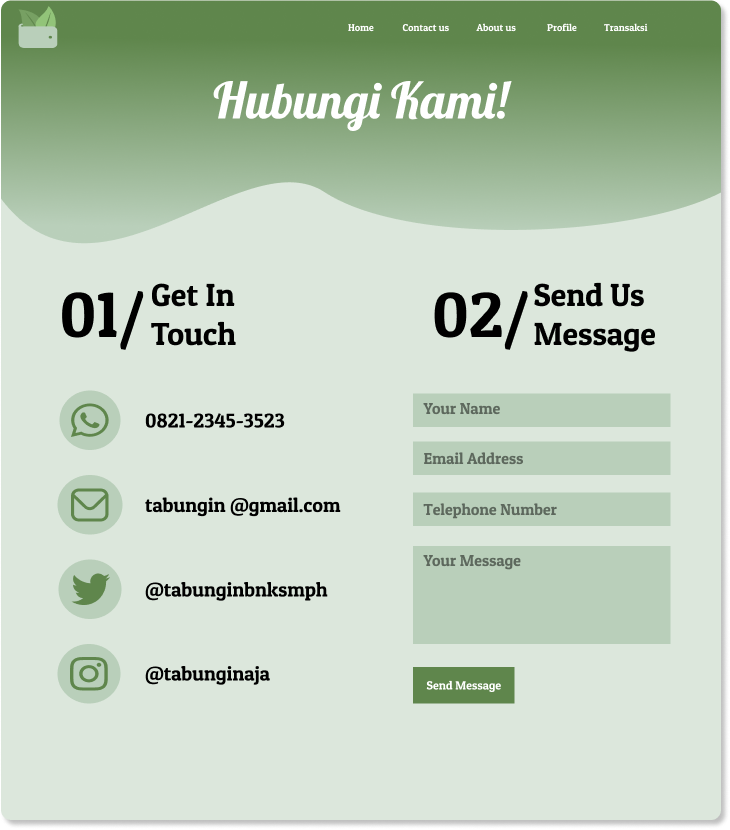 Home Contact us About us Profile Transaksi
Hubungi Kami!
01/ Get In
Touch
0821-2345-3523
tabungin @gmail.com
@tabunginbnksmph
@tabunginaja
02/ Send Us
Message
Your Name
Email Address
Telephone Number
Your Message
Send Message